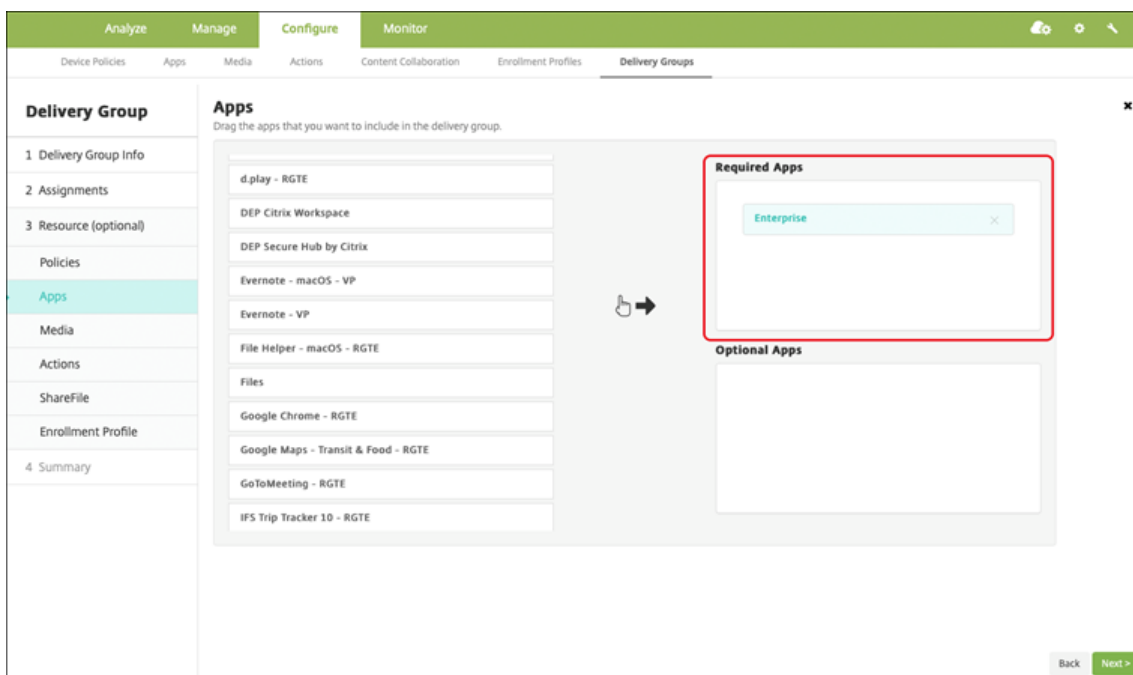 Analyze Manage Configure Monitor
Device Policies Apps Media Actions Content Collaboration Enrollment Profiles Delivery Groups
Delivery Group
1 Delivery Group Info
2 Assignments
3 Resource (optional)
Policies
Apps
Media
Actions
ShareFile
Enrollment Profile
4 Summary
Apps
Drag the apps that you want to include in the delivery group.
d.play - RGTE
DEP Citrix Workspace
DEP Secure Hub by Citrix
Evernote - macOS - VP
Evernote - VP
File Helper - macOS - RGTE
Files
Google Chrome - RGTE
Google Maps - Transit & Food - RGTE
GoToMeeting - RGTE
IFS Trip Tracker 10 - RGTE
Required Apps
Enterprise
Optional Apps
Back Next >